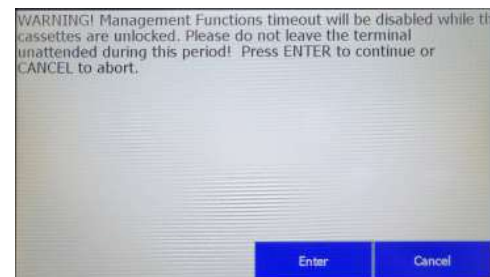 WARNING! Management Functions timeout will be disabled while th
cassettes are unlocked. Please do not leave the terminal
unattended during this period! Press ENTER to continue or
CANCEL to abort.
Enter
Cancel